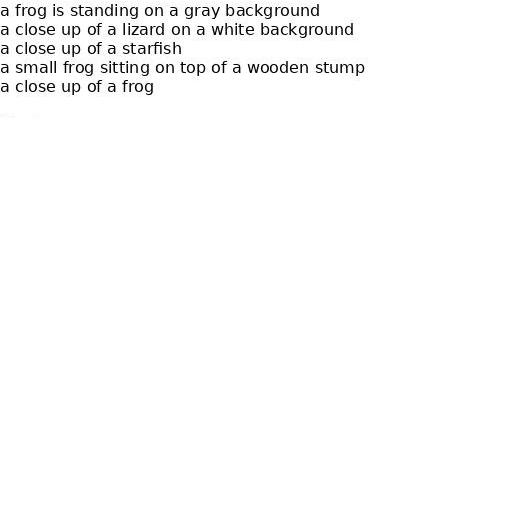 a frog is standing on a gray background
a close up of a lizard on a white background
a close up of a starfish
a small frog sitting on top of a wooden stump
a close up of a frog